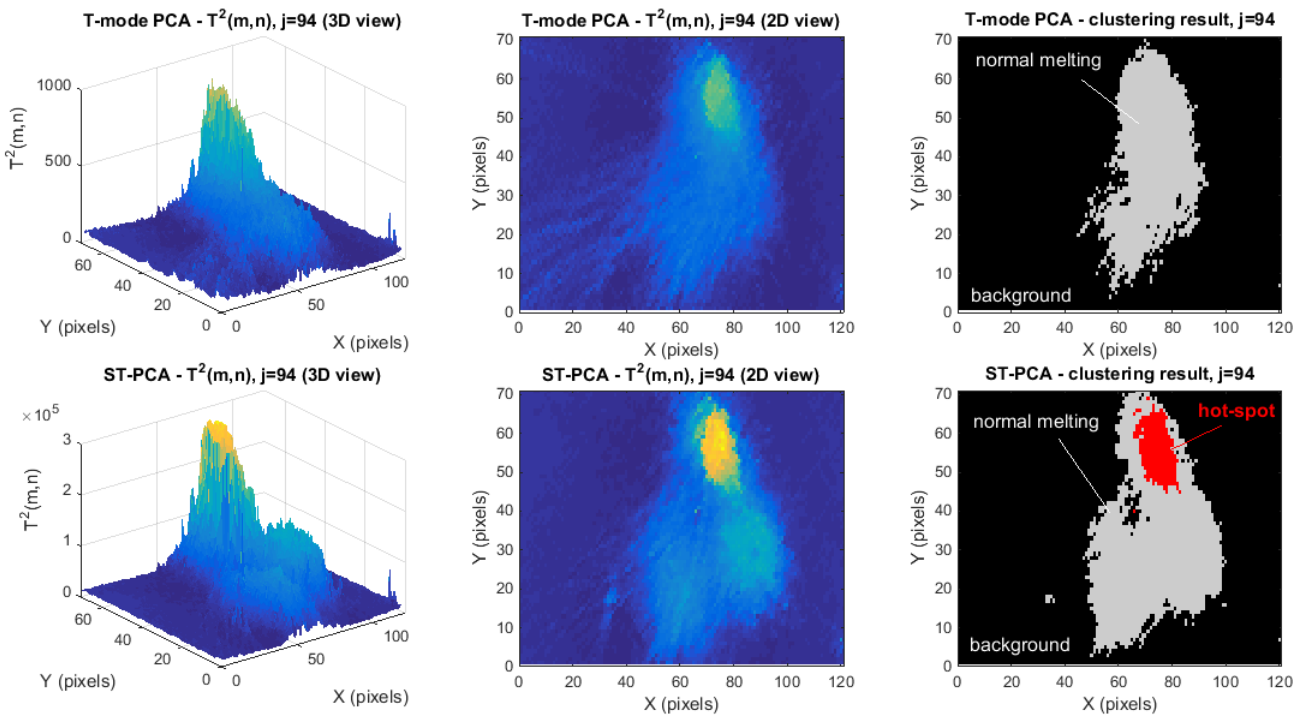 T-mode PCA - T²(m,n), j=94 (3D view)
1000
500
0
T²(m,n)
60
40
20
0
Y (pixels)
0
50
100
X (pixels)
T-mode PCA - T²(m,n), j=94 (2D view)
70
60
50
40
30
20
10
0
Y (pixels)
0 20 40 60 80 100 120
X (pixels)
T-mode PCA - clustering result, j=94
normal melting
background
70
60
50
40
30
20
10
0
Y (pixels)
0 20 40 60 80 100 120
X (pixels)
ST-PCA - T²(m,n), j=94 (3D view)
×10⁵
3
2
1
0
T²(m,n)
60
40
20
0
Y (pixels)
0
50
100
X (pixels)
ST-PCA - T²(m,n), j=94 (2D view)
70
60
50
40
30
20
10
0
Y (pixels)
0 20 40 60 80 100 120
X (pixels)
ST-PCA - clustering result, j=94
hot-spot
normal melting
background
70
60
50
40
30
20
10
0
Y (pixels)
0 20 40 60 80 100 120
X (pixels)